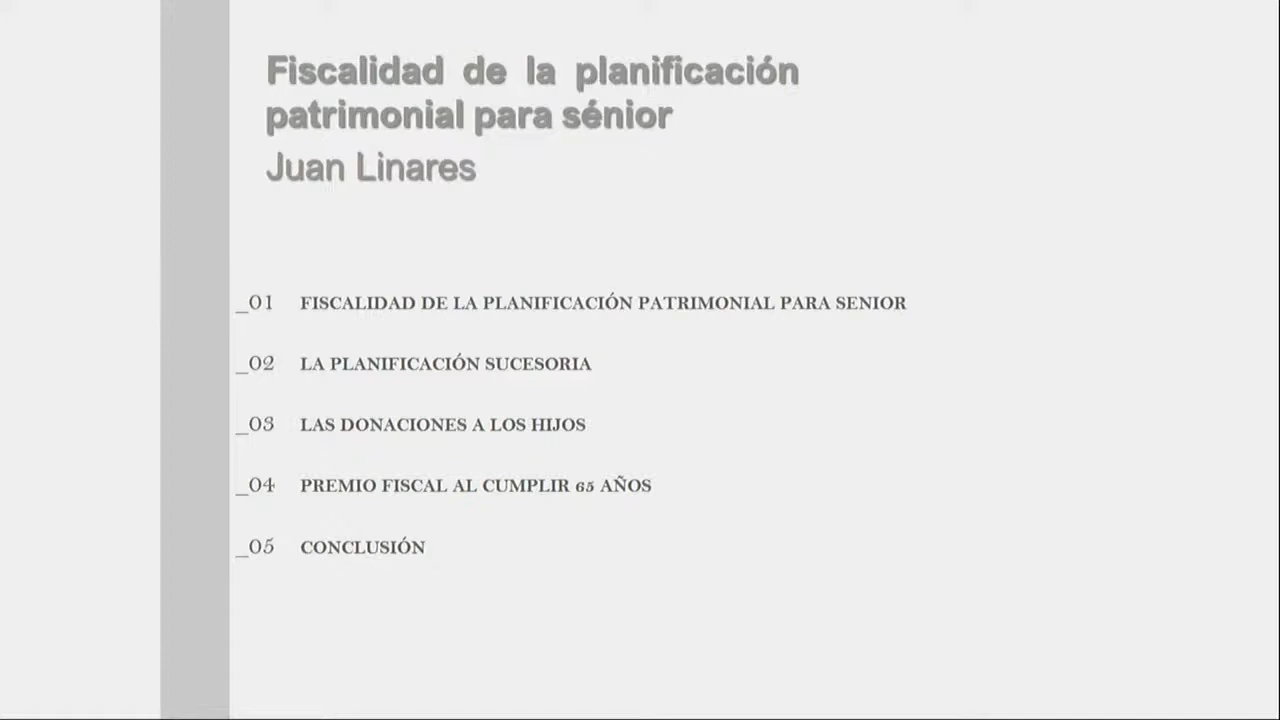 Fiscalidad de la planificación
patrimonial para sénior
Juan Linares
_01 FISCALIDAD DE LA PLANIFICACIÓN PATRIMONIAL PARA SENIOR
_02 LA PLANIFICACIÓN SUCESORIA
_03 LAS DONACIONES A LOS HIJOS
_04 PREMIO FISCAL AL CUMPLIR 65 AÑOS
_05 CONCLUSIÓN